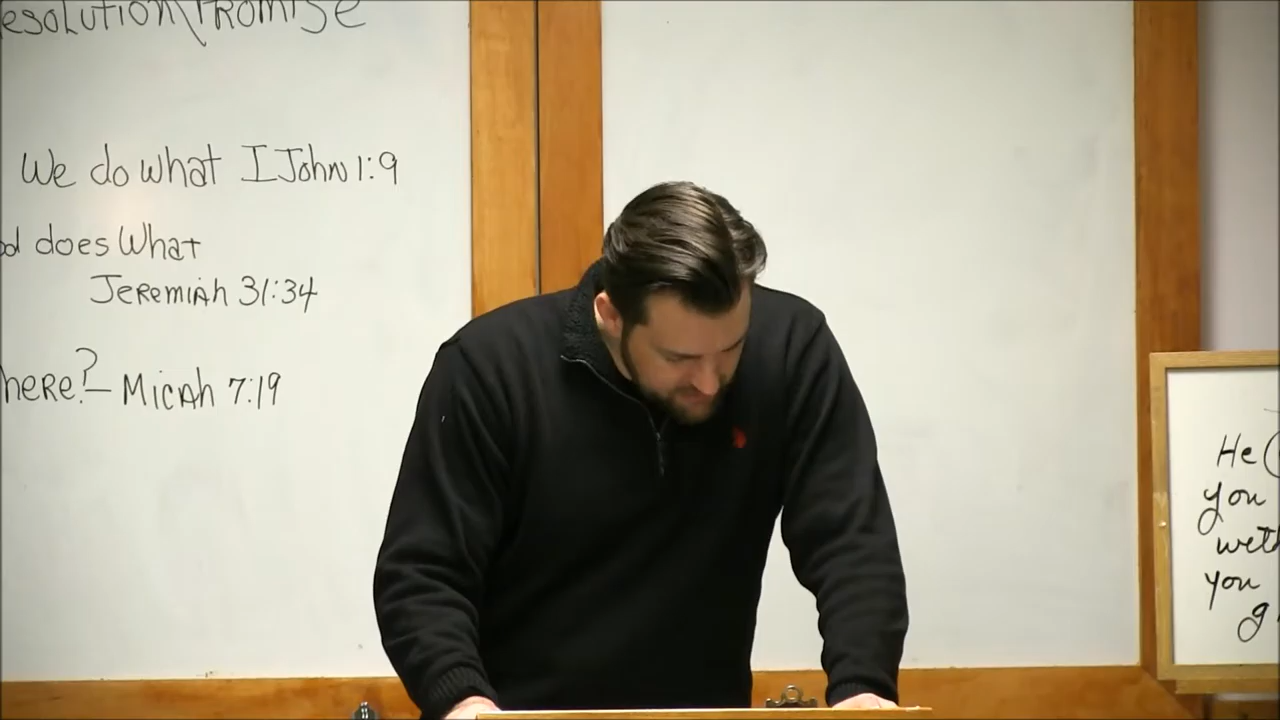 esolution\Promise
We do what I John 1:9
od does What
Jeremiah 31:34
here? - Micah 7:19
He
you
with
you
g